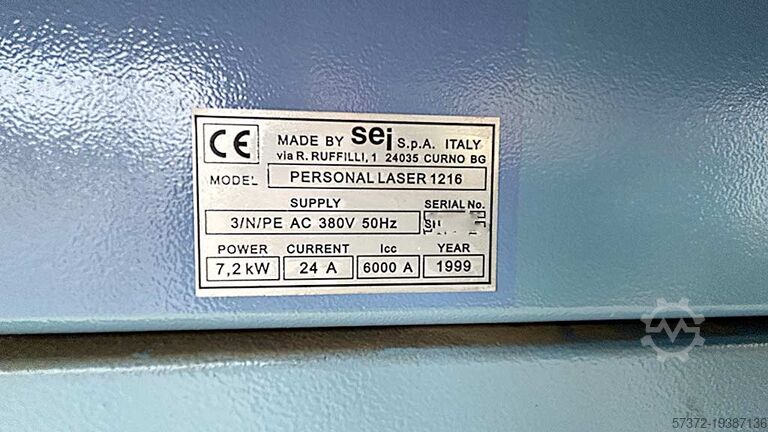 CE MADE BY sei S.p.A. ITALY
via R. RUFFILLI, 1 24035 CURNO BG
MODEL PERSONAL LASER 1216
SUPPLY SERIAL No.
3/N/PE AC 380V 50Hz
POWER CURRENT Icc YEAR
7,2 kW 24 A 6000 A 1999
57372-19387136